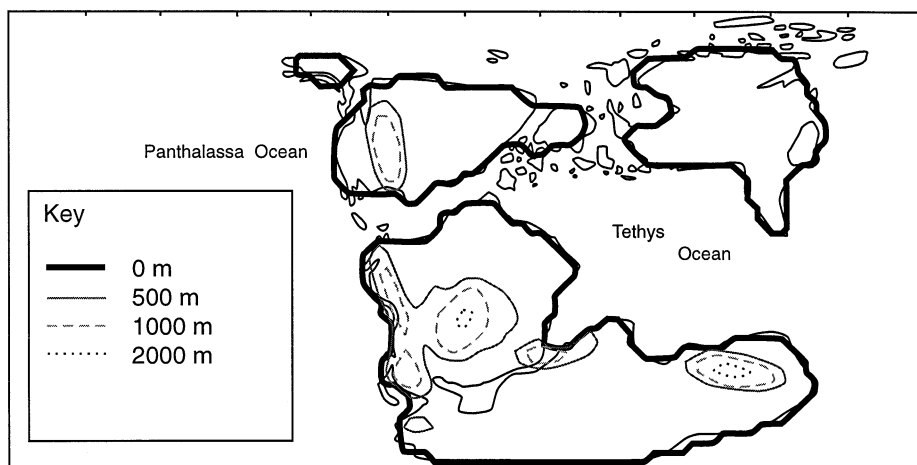 Panthalassa Ocean
Key
0 m
500 m
1000 m
2000 m
Tethys
Ocean